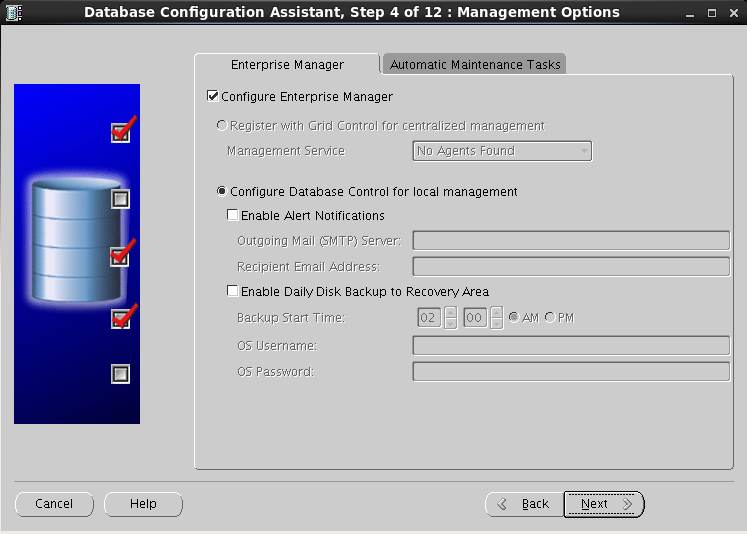 Database Configuration Assistant, Step 4 of 12 : Management Options
Enterprise Manager
Automatic Maintenance Tasks
Configure Enterprise Manager
Register with Grid Control for centralized management
Management Service
No Agents Found
Configure Database Control for local management
Enable Alert Notifications
Outgoing Mail (SMTP) Server:
Recipient Email Address:
Enable Daily Disk Backup to Recovery Area
Backup Start Time: 02 00 AM PM
OS Username:
OS Password:
Cancel Help Back Next